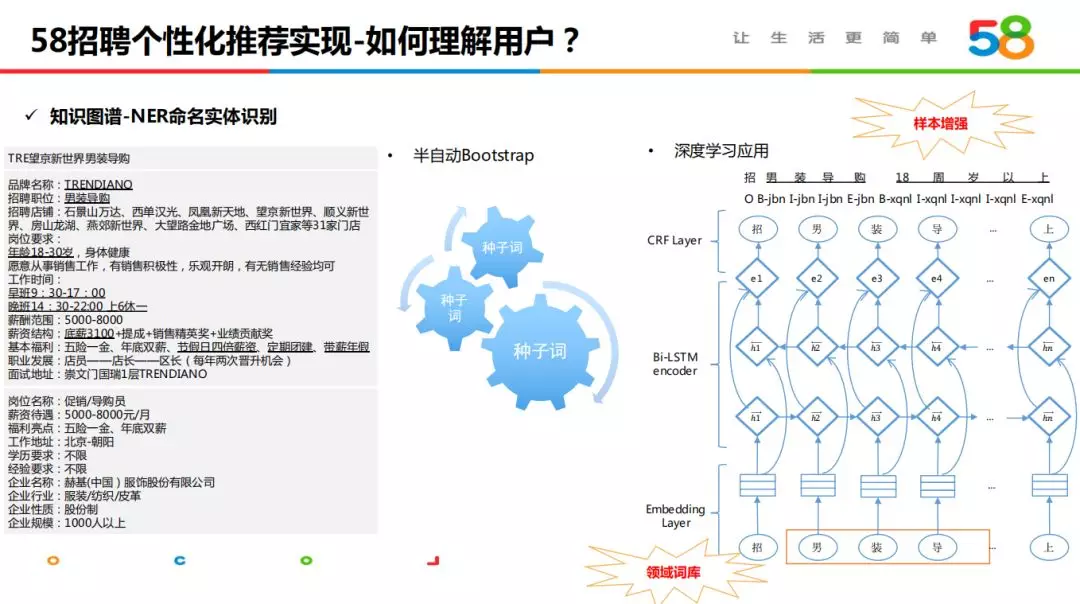 58招聘个性化推荐实现-如何理解用户？
让生活更简单
58
✓ 知识图谱-NER命名实体识别
TRE望京新世界男装导购
品牌名称：TRENDIANO
招聘职位：男装导购
招聘店铺：石景山万达、西单汉光、凤凰新天地、望京新世界、顺义新世
界、房山龙湖、燕郊新世界、大望路金地广场、西红门宜家等31家门店
岗位要求：
年龄18-30岁，身体健康
愿意从事销售工作，有销售积极性，乐观开朗，有无销售经验均可
工作时间：
早班9：30-17：00
晚班14：30-22:00 上6休一
薪酬范围：5000-8000
薪资结构：底薪3100+提成+销售精英奖+业绩贡献奖
基本福利：五险一金、年底双薪、节假日四倍薪资、定期团建、带薪年假
职业发展：店员——店长——区长（每年两次晋升机会）
面试地址：崇文门国瑞1层TRENDIANO
岗位名称：促销/导购员
薪资待遇：5000-8000元/月
福利亮点：五险一金、年底双薪
工作地址：北京-朝阳
学历要求：不限
经验要求：不限
企业名称：赫基(中国）服饰股份有限公司
企业行业：服装/纺织/皮革
企业性质：股份制
企业规模：1000人以上
• 半自动Bootstrap
种子词
种子
词
种子词
• 深度学习应用
样本增强
招 男 装 导 购 18 周 岁 以 上
O B-jbn I-jbn I-jbn E-jbn B-xqnl I-xqnl I-xqnl I-xqnl E-xqnl
CRF Layer
招 男 装 导 ... 上
e1 e2 e3 e4 ... en
Bi-LSTM
encoder
h1 h2 h3 h4 ... hn
h1 h2 h3 h4 ... hn
...
Embedding
Layer
招 男 装 导 ... 上
领域词库